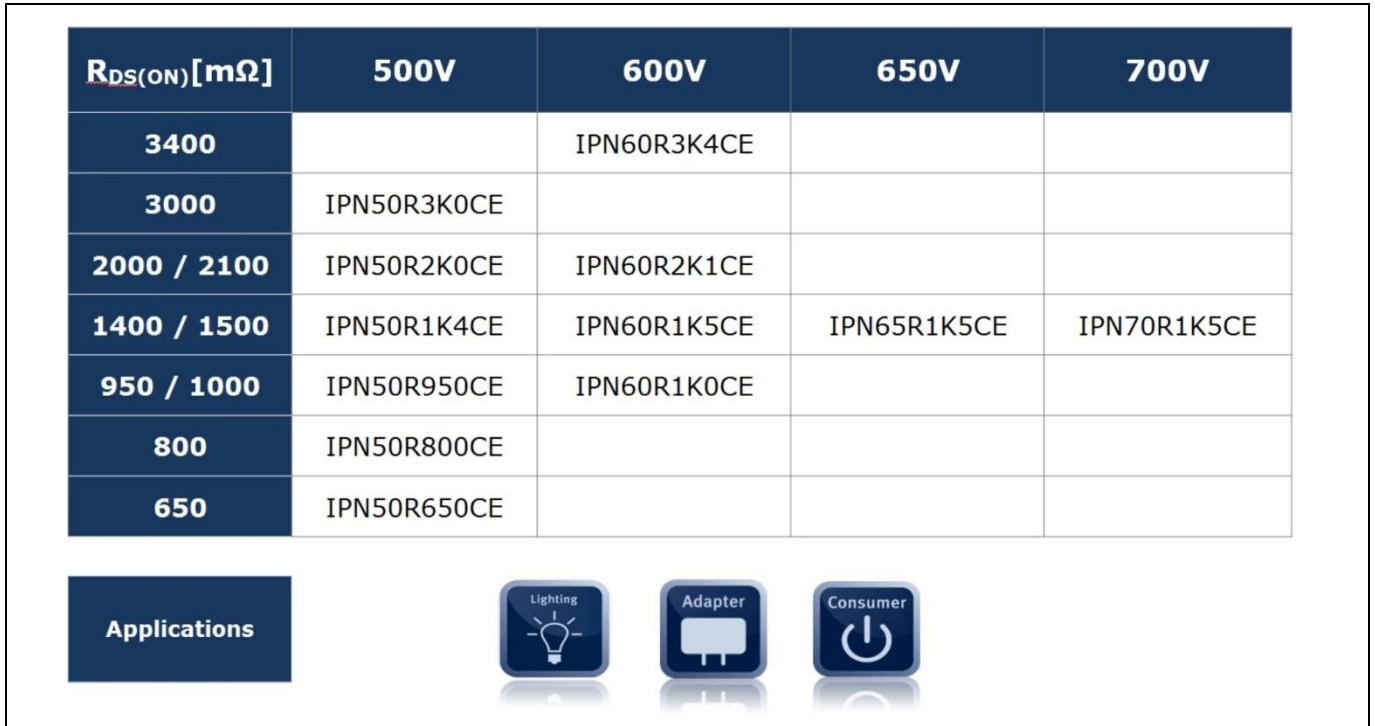 RDS(ON)[mΩ] 500V 600V 650V 700V
3400 IPN60R3K4CE
3000 IPN50R3K0CE
2000 / 2100 IPN50R2K0CE IPN60R2K1CE
1400 / 1500 IPN50R1K4CE IPN60R1K5CE IPN65R1K5CE IPN70R1K5CE
950 / 1000 IPN50R950CE IPN60R1K0CE
800 IPN50R800CE
650 IPN50R650CE
Applications Lighting Adapter Consumer